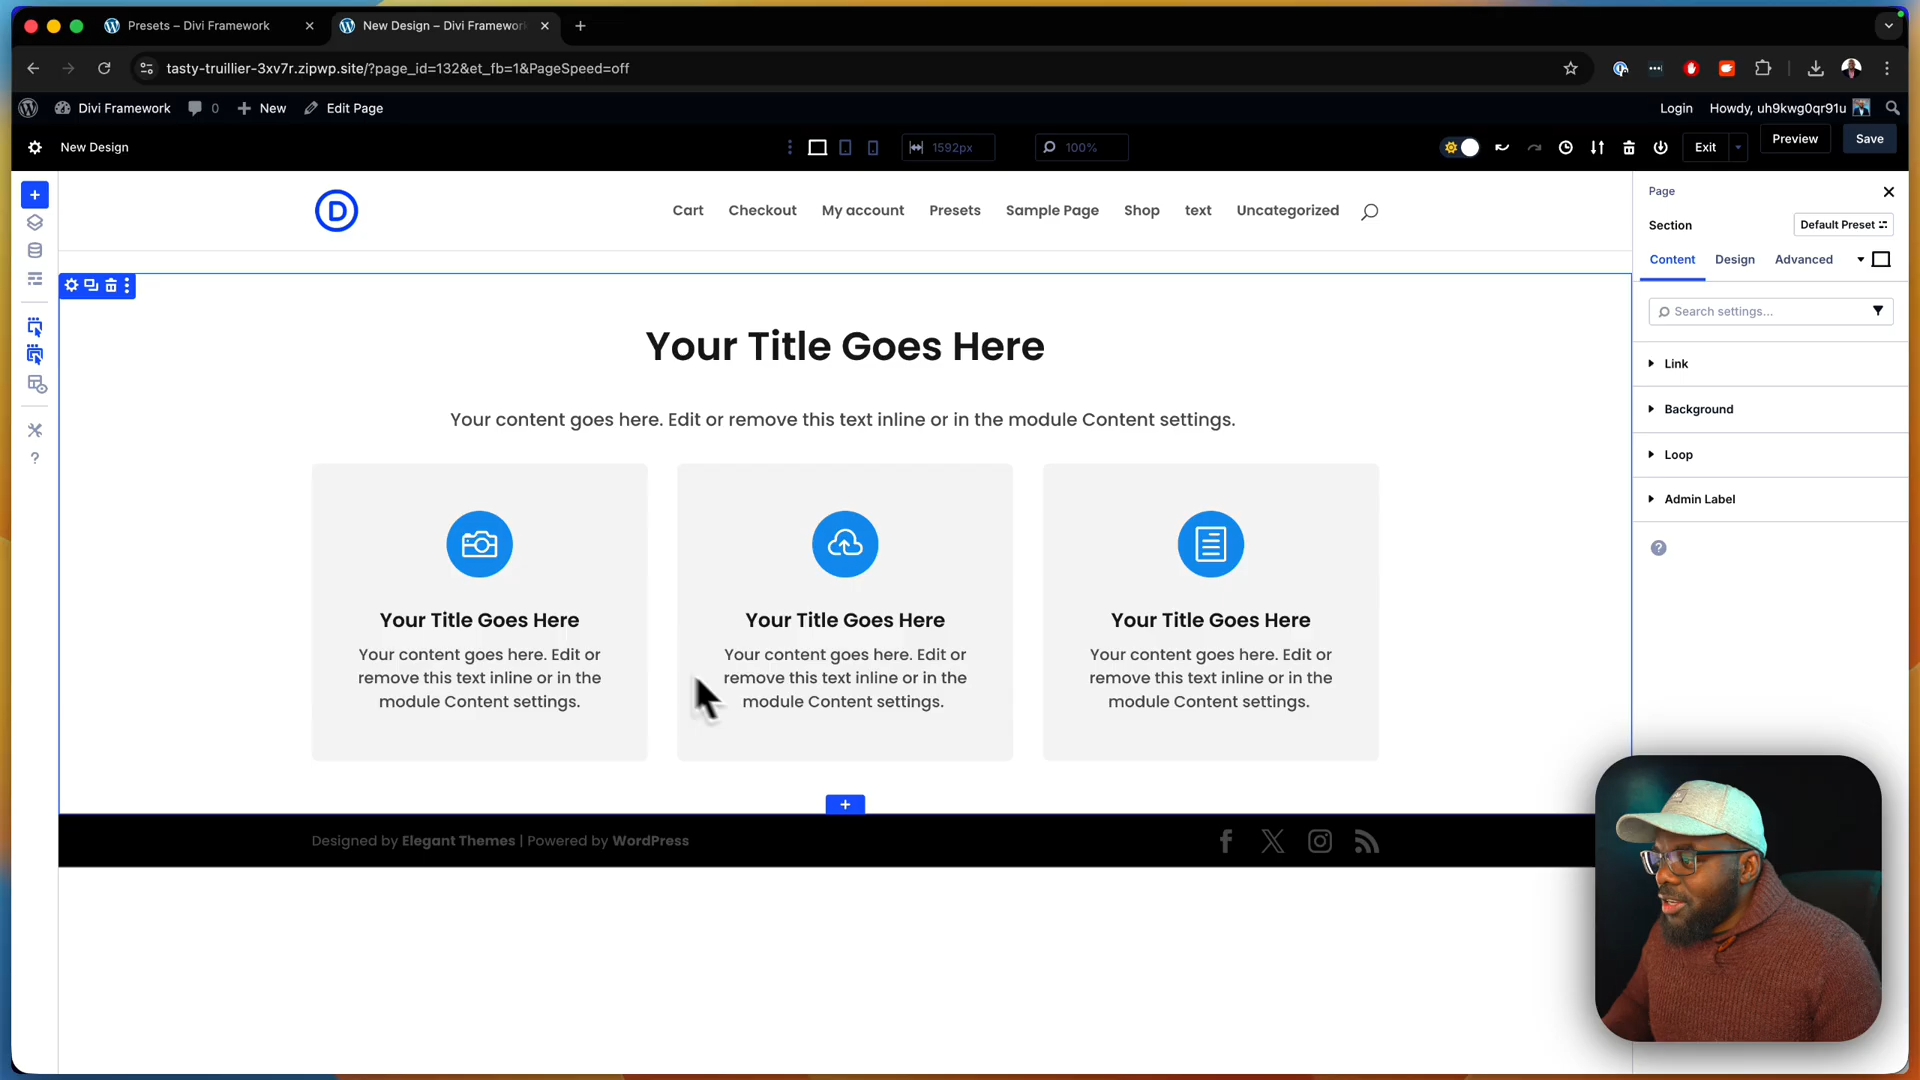 Presets – Divi Framework
New Design – Divi Framework
tasty-truillier-3xv7r.zipwp.site/?page_id=132&et_fb=1&PageSpeed=off
Divi Framework 0 New Edit Page Login Howdy, uh9kwg0qr91u
New Design 1592px 100% Exit Preview Save
D Cart Checkout My account Presets Sample Page Shop text Uncategorized
Page
Section Default Preset
Content Design Advanced
Search settings...
Link
Background
Loop
Admin Label
?
?
Your Title Goes Here
Your content goes here. Edit or remove this text inline or in the module Content settings.
Your Title Goes Here
Your content goes here. Edit or
remove this text inline or in the
module Content settings.
Your Title Goes Here
Your content goes here. Edit or
remove this text inline or in the
module Content settings.
Your Title Goes Here
Your content goes here. Edit or
remove this text inline or in the
module Content settings.
Designed by Elegant Themes | Powered by WordPress